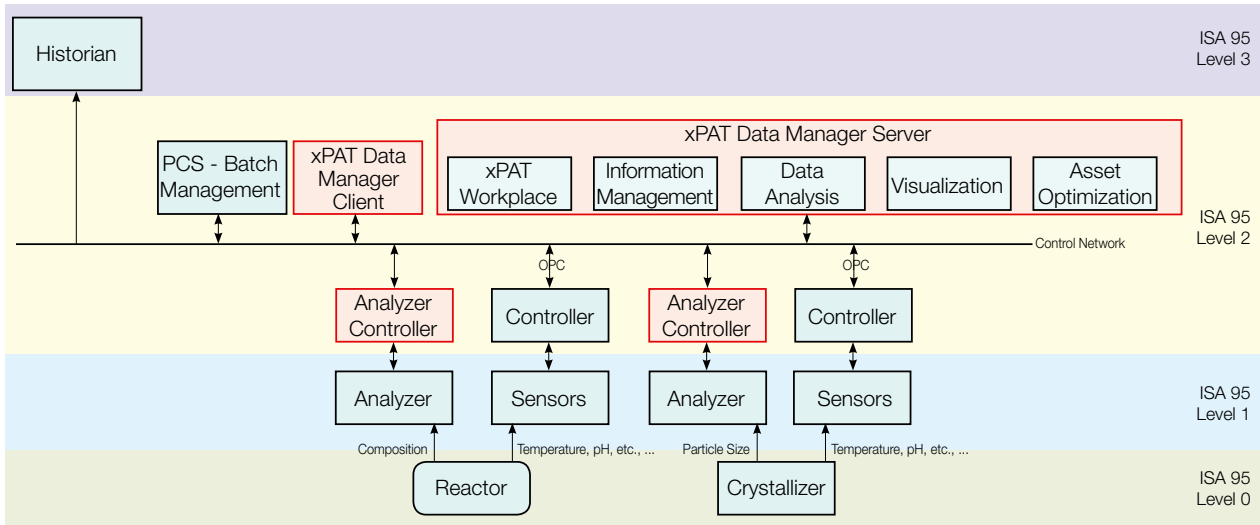 Historian
ISA 95
Level 3
xPAT Data Manager Server
PCS - Batch
Management
xPAT Data
Manager
Client
xPAT
Workplace
Information
Management
Data
Analysis
Visualization
Asset
Optimization
ISA 95
Level 2
Control Network
OPC
OPC
Analyzer
Controller
Controller
Analyzer
Controller
Controller
Analyzer
Sensors
Analyzer
Sensors
ISA 95
Level 1
Composition
Temperature, pH, etc., ...
Particle Size
Temperature, pH, etc., ...
Reactor
Crystallizer
ISA 95
Level 0